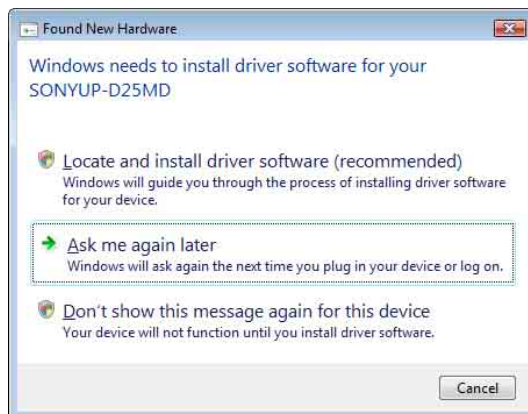 Found New Hardware
Windows needs to install driver software for your
SONYUP-D25MD
Locate and install driver software (recommended)
Windows will guide you through the process of installing driver software
for your device.
Ask me again later
Windows will ask again the next time you plug in your device or log on.
Don't show this message again for this device
Your device will not function until you install driver software.
Cancel